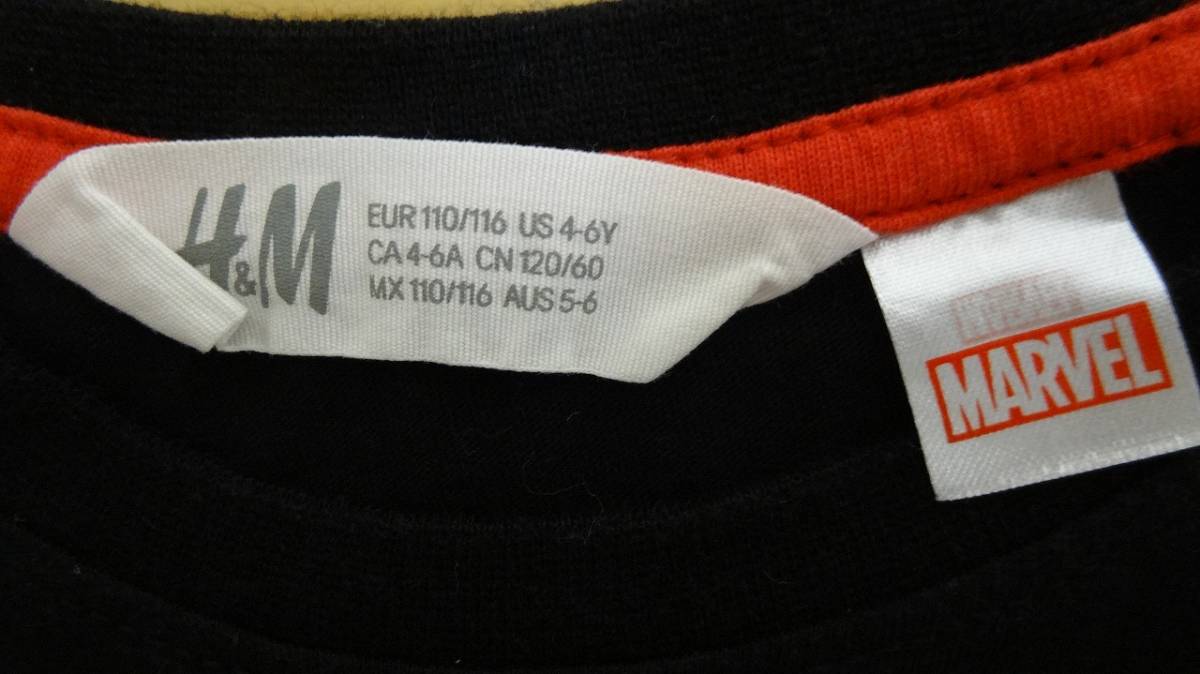 H&M
EUR 110/116 US 4-6Y
CA 4-6A CN 120/60
MX 110/116 AUS 5-6
MARVEL